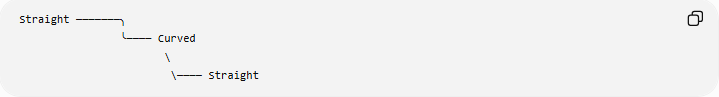 Straight ───────╮
╰──── Curved
\
\──── Straight